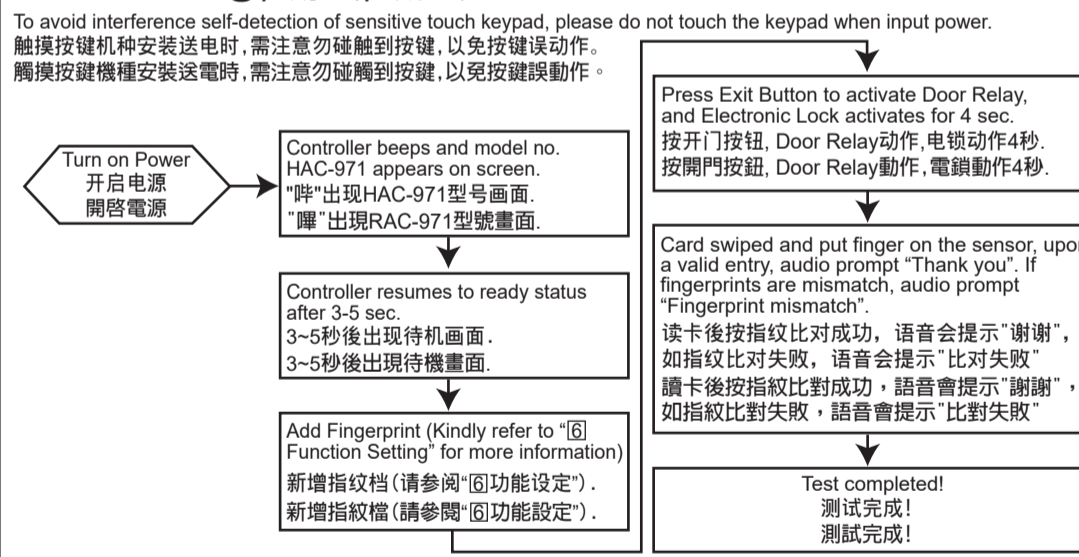 To avoid interference self-detection of sensitive touch keypad, please do not touch the keypad when input power.
触摸按键机种安装送电时,需注意勿碰触到按键,以免按键误动作。
觸摸按鍵機種安裝送電時,需注意勿碰觸到按鍵,以免按鍵誤動作。
Turn on Power
开启电源
開啓電源
Controller beeps and model no.
HAC-971 appears on screen.
"哔"出现HAC-971型号画面.
"嗶"出現RAC-971型號畫面.
Controller resumes to ready status
after 3-5 sec.
3~5秒後出现待机画面.
3~5秒後出現待機畫面.
Add Fingerprint (Kindly refer to “6
Function Setting” for more information)
新增指纹档(请参阅“6功能设定”).
新增指紋檔(請參閱“6功能設定”).
Press Exit Button to activate Door Relay,
and Electronic Lock activates for 4 sec.
按开门按钮, Door Relay动作,电锁动作4秒.
按開門按鈕, Door Relay動作,電鎖動作4秒.
Card swiped and put finger on the sensor, upo
a valid entry, audio prompt “Thank you”. If
fingerprints are mismatch, audio prompt
“Fingerprint mismatch”.
读卡後按指纹比对成功，语音会提示"谢谢"，
如指纹比对失败，语音会提示"比对失败"
讀卡後按指紋比對成功，語音會提示"謝謝"，
如指紋比對失敗，語音會提示"比對失敗"
Test completed!
测试完成!
測試完成!